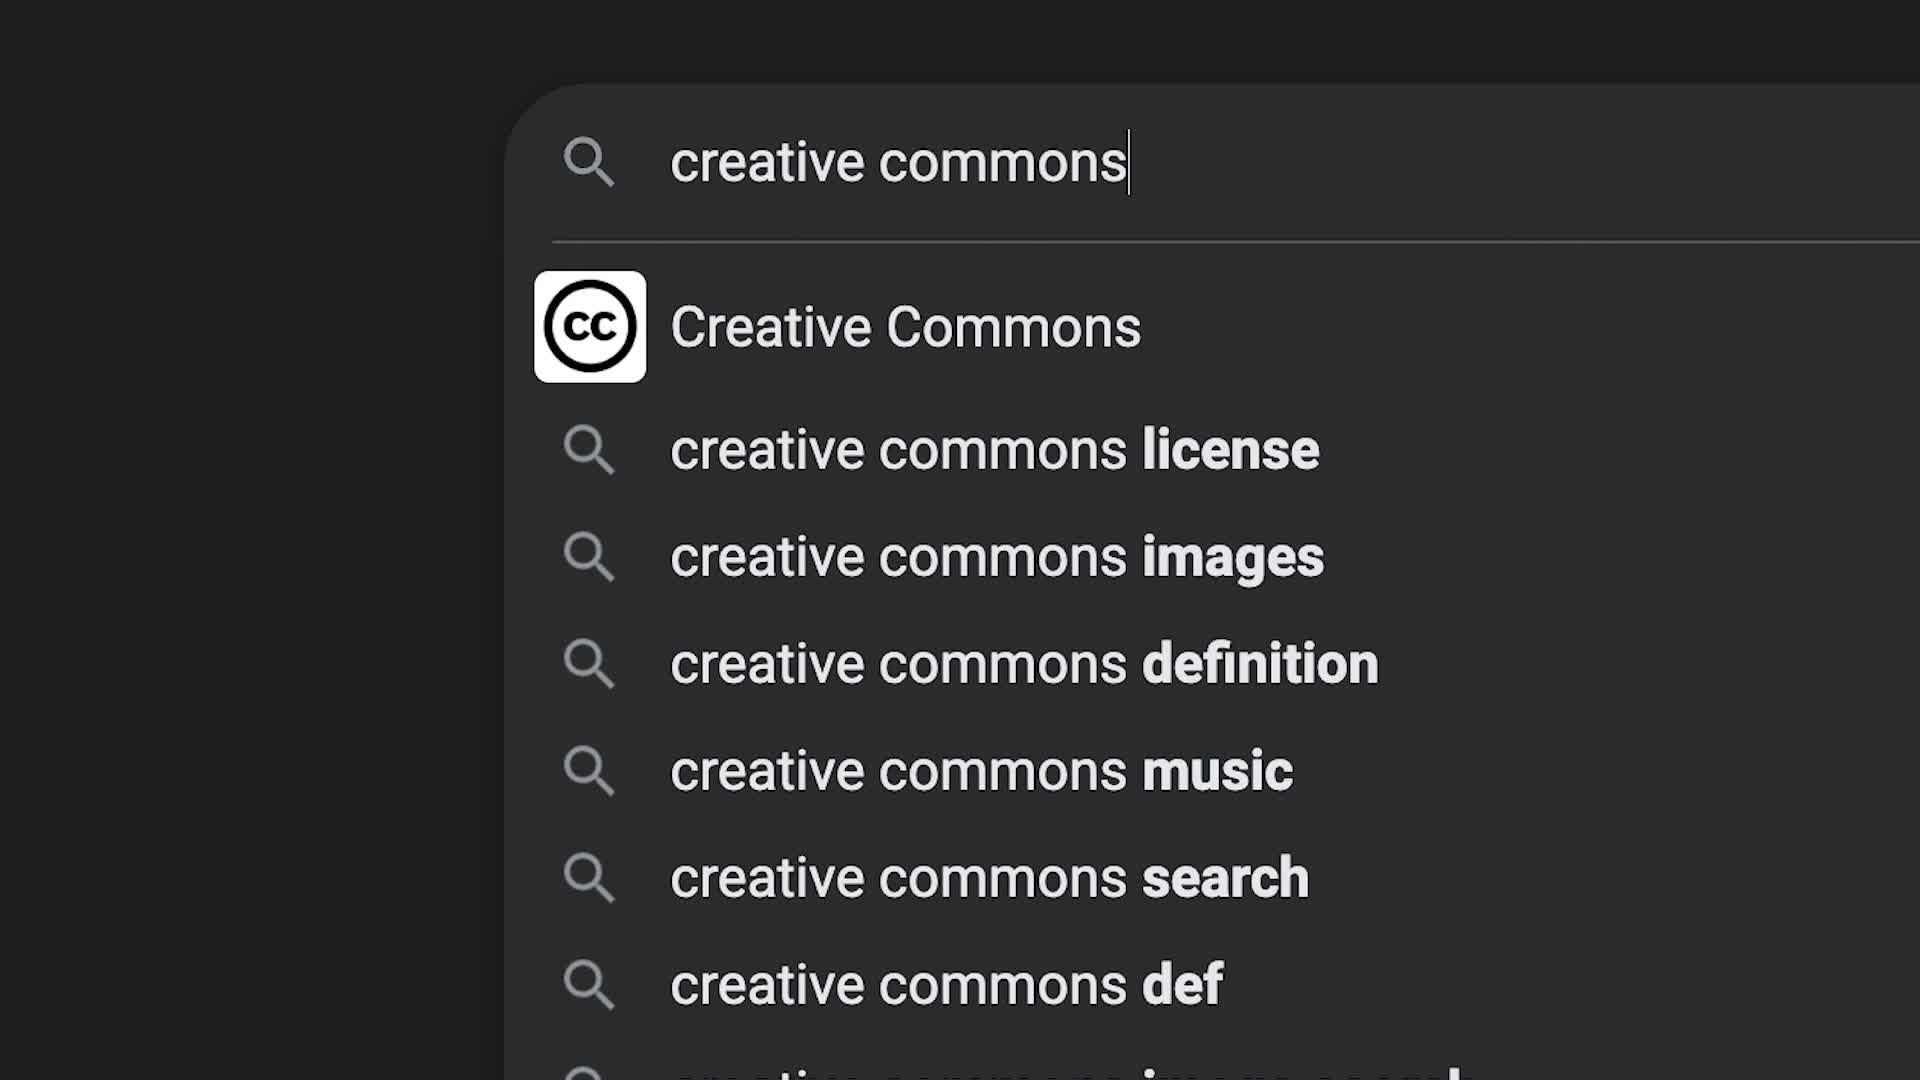 creative commons
CC Creative Commons
creative commons license
creative commons images
creative commons definition
creative commons music
creative commons search
creative commons def